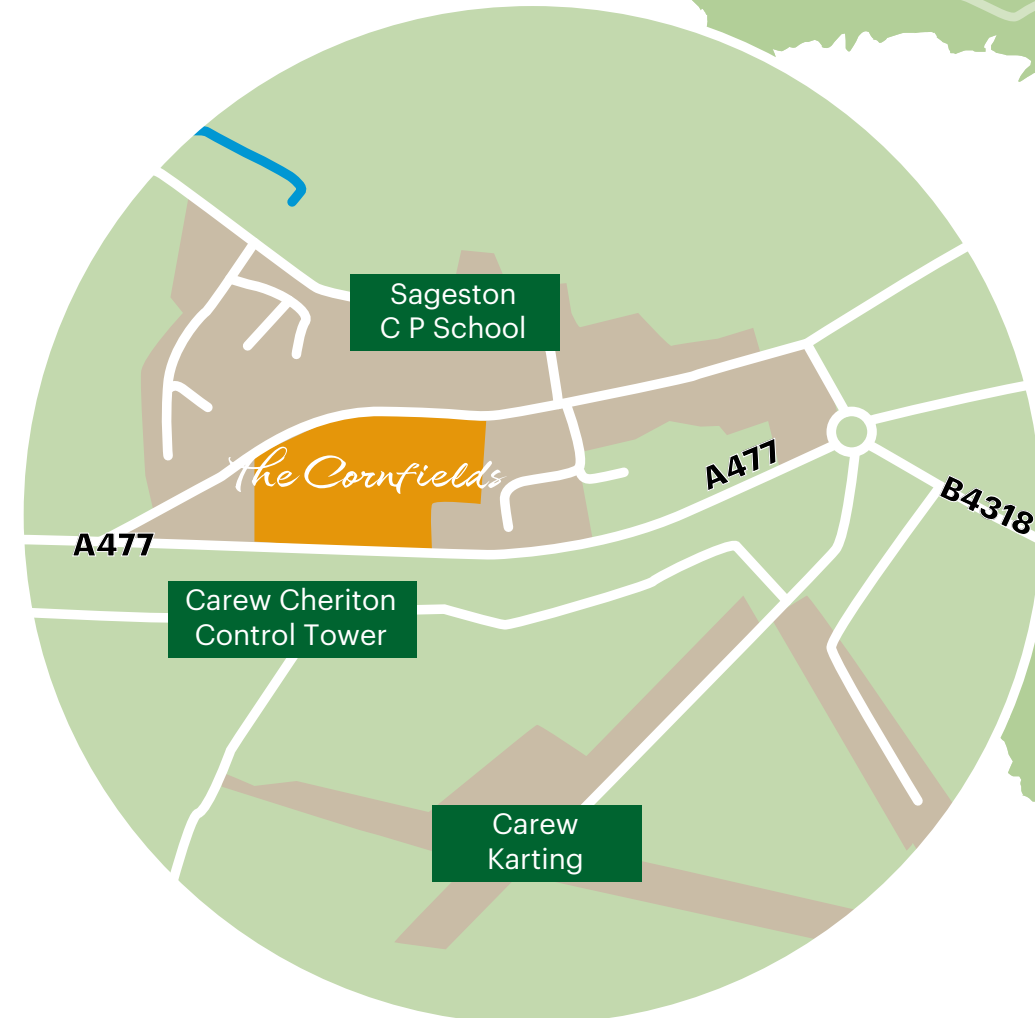 Sageston
C P School
The Cornfields
A477
B4318
A477
Carew Cheriton
Control Tower
Carew
Karting